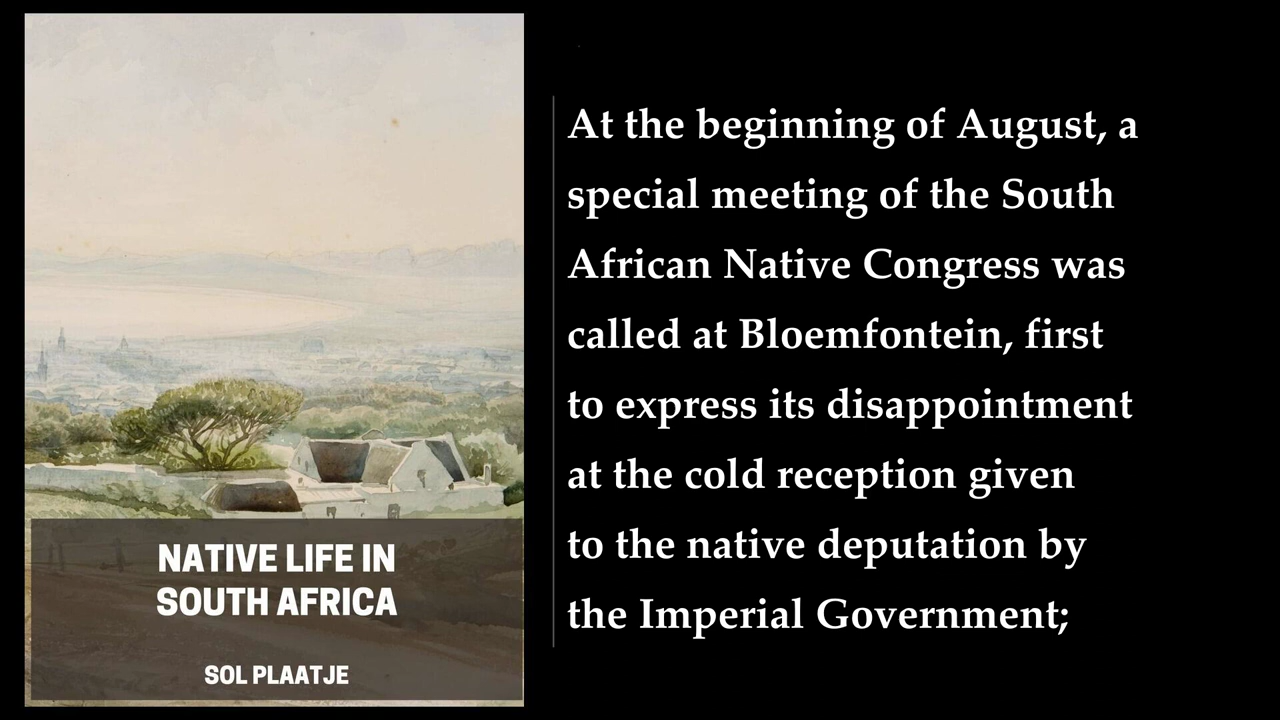 NATIVE LIFE IN
SOUTH AFRICA
SOL PLAATJE
At the beginning of August, a
special meeting of the South
African Native Congress was
called at Bloemfontein, first
to express its disappointment
at the cold reception given
to the native deputation by
the Imperial Government;